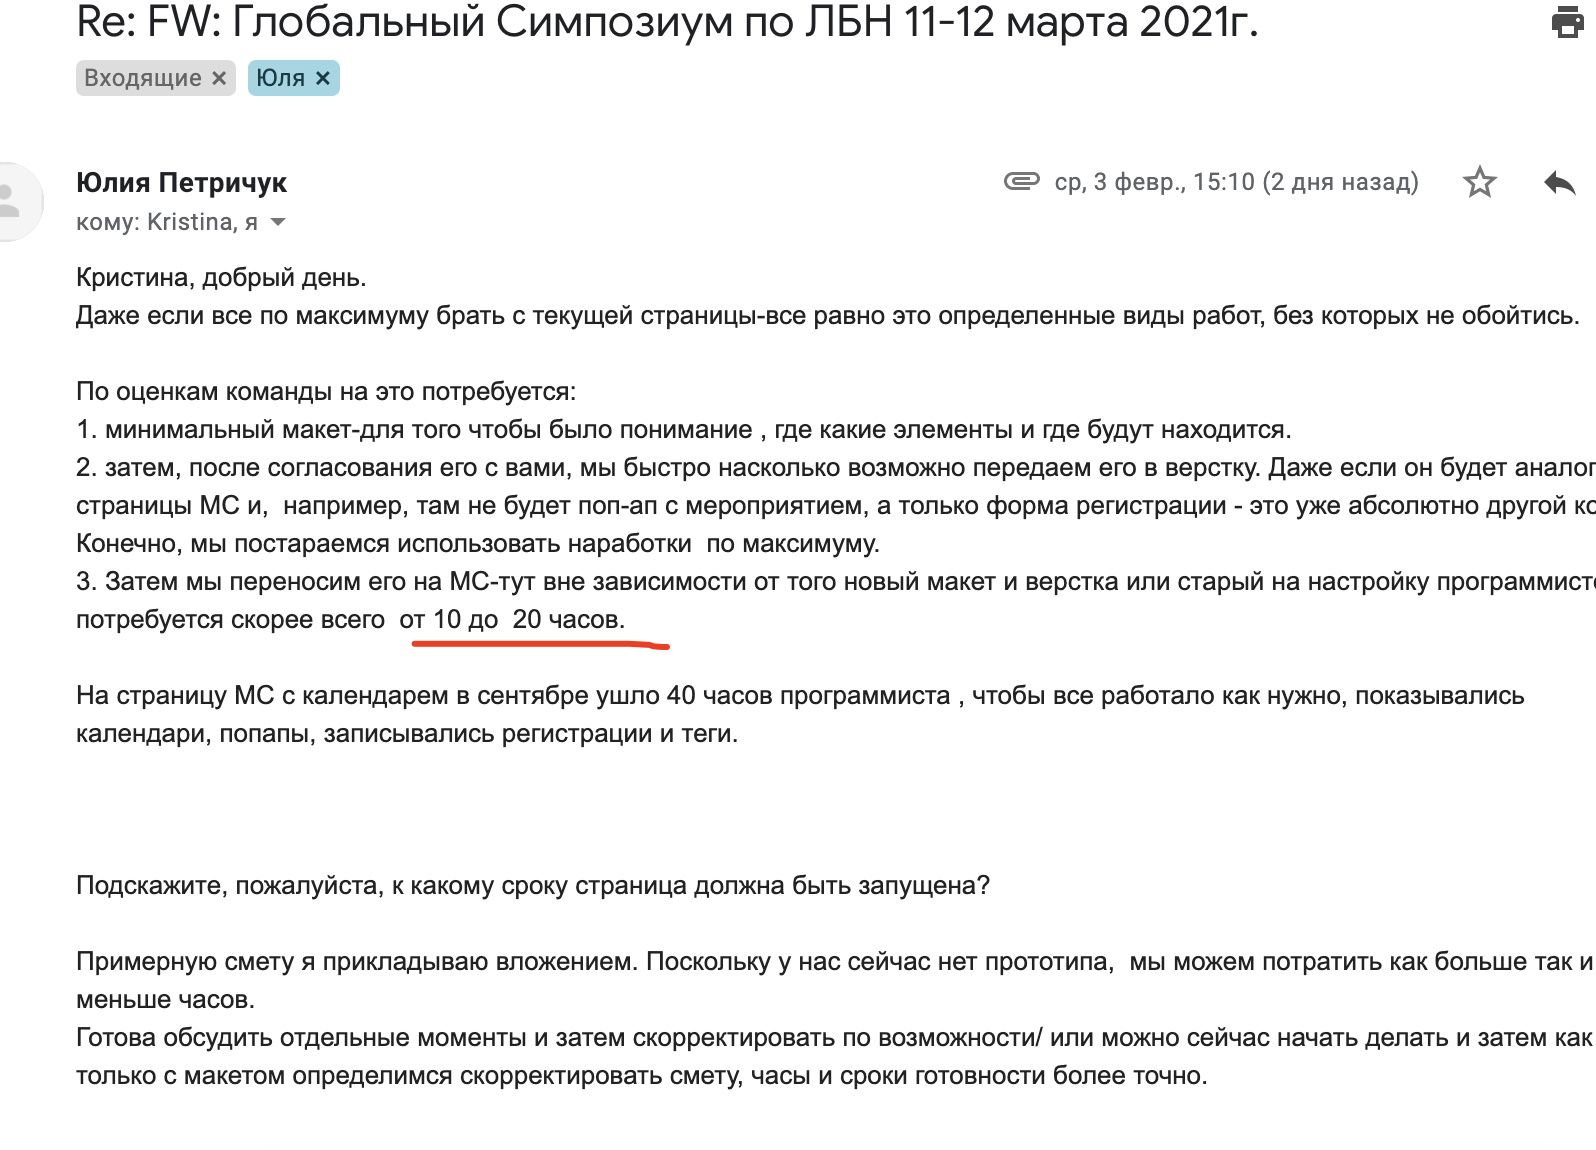 Re: FW: Глобальный Симпозиум по ЛБН 11-12 марта 2021г.
Входящие × Юля ×
Юлия Петричук
ср, 3 февр., 15:10 (2 дня назад)
кому: Kristina, я
Кристина, добрый день.
Даже если все по максимуму брать с текущей страницы-все равно это определенные виды работ, без которых не обойтись.
По оценкам команды на это потребуется:
1. минимальный макет-для того чтобы было понимание , где какие элементы и где будут находится.
2. затем, после согласования его с вами, мы быстро насколько возможно передаем его в верстку. Даже если он будет аналог
страницы МС и, например, там не будет поп-ап с мероприятием, а только форма регистрации - это уже абсолютно другой
Конечно, мы постараемся использовать наработки по максимуму.
3. Затем мы переносим его на МС-тут вне зависимости от того новый макет и верстка или старый на настройку
потребуется скорее всего от 10 до 20 часов.
На страницу МС с календарем в сентябре ушло 40 часов программиста , чтобы все работало как нужно, показывались
календари, попапы, записывались регистрации и теги.
Подскажите, пожалуйста, к какому сроку страница должна быть запущена?
Примерную смету я прикладываю вложением. Поскольку у нас сейчас нет прототипа, мы можем потратить как больше так и
меньше часов.
Готова обсудить отдельные моменты и затем скорректировать по возможности/ или можно сейчас начать делать и затем как
только с макетом определимся скорректировать смету, часы и сроки готовности более точно.